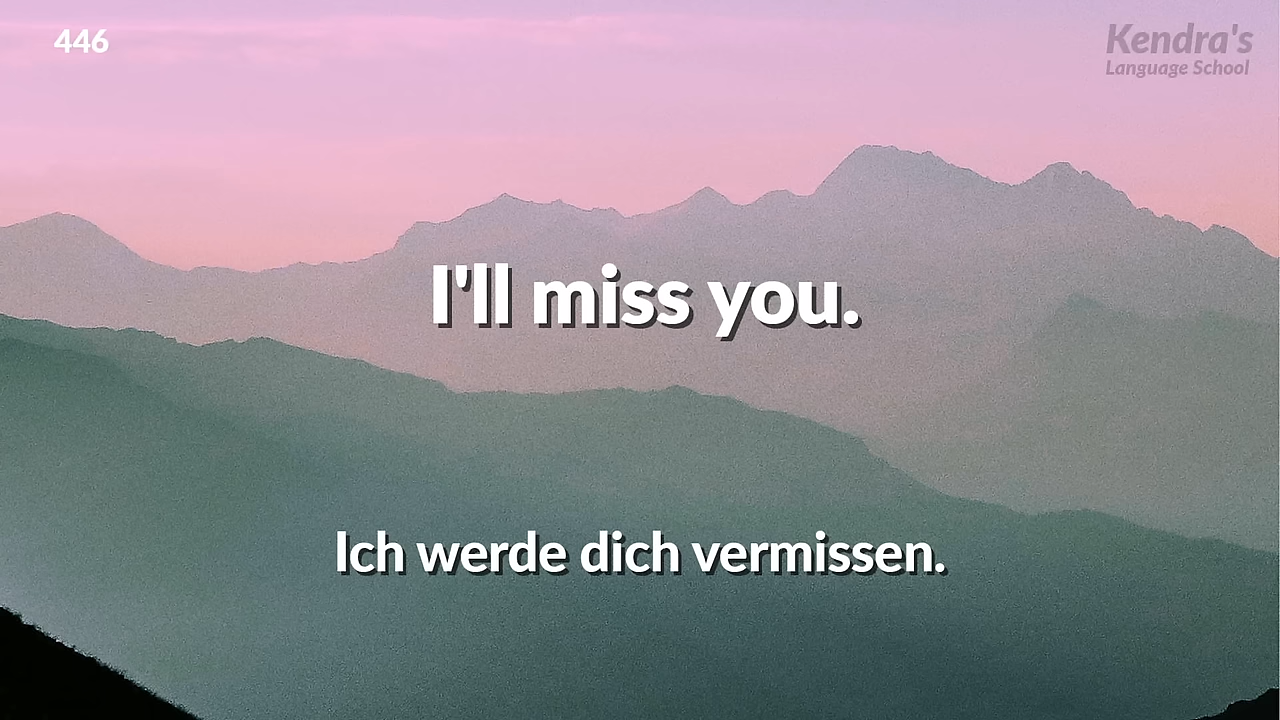 446
Kendra's
Language School
I'll miss you.
Ich werde dich vermissen.